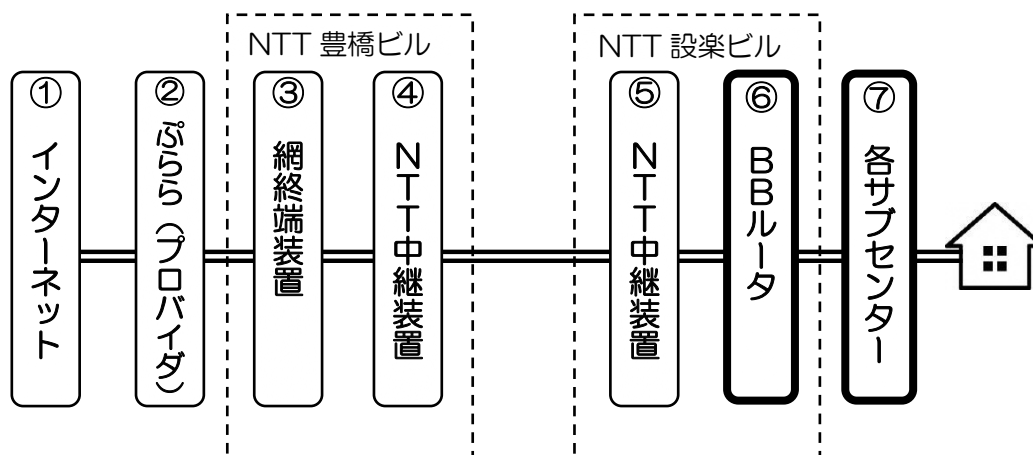 NTT 豊橋ビル
NTT 設楽ビル
① インターネット
② ぷらら（プロバイダ）
③ 網終端装置
④ NTT中継装置
⑤ NTT中継装置
⑥ BBルータ
⑦ 各サブセンター